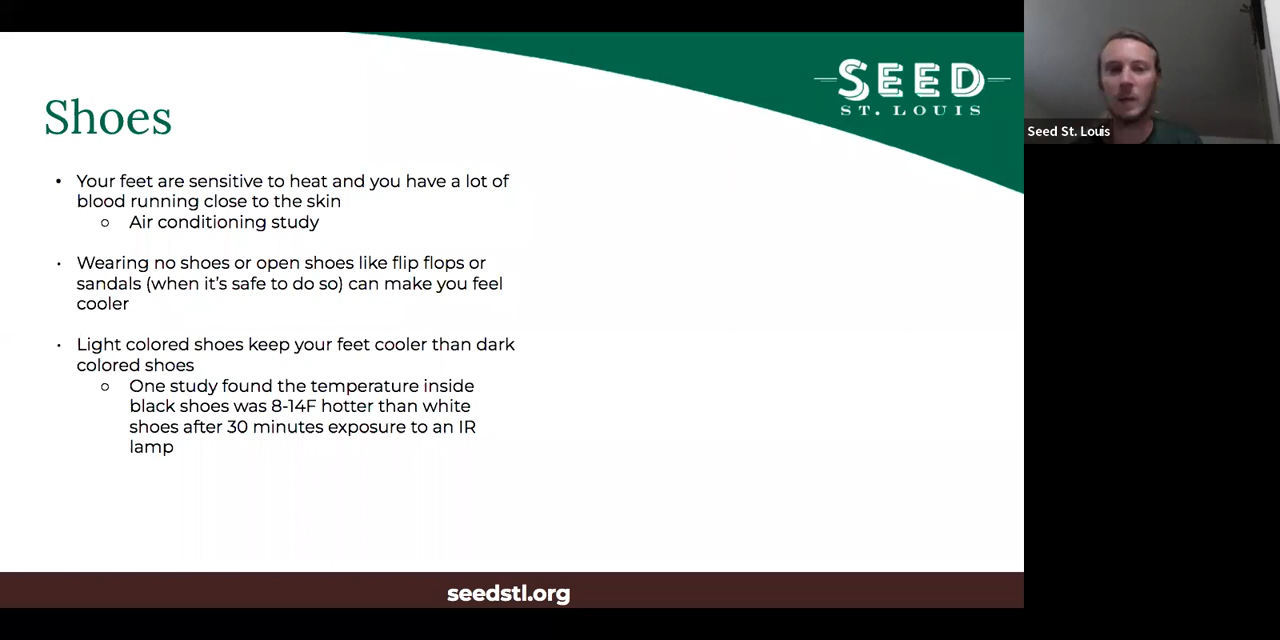 SEED
ST. LOUIS
Seed St. Louis
Shoes
• Your feet are sensitive to heat and you have a lot of
blood running close to the skin
○ Air conditioning study
• Wearing no shoes or open shoes like flip flops or
sandals (when it's safe to do so) can make you feel
cooler
• Light colored shoes keep your feet cooler than dark
colored shoes
○ One study found the temperature inside
black shoes was 8-14F hotter than white
shoes after 30 minutes exposure to an IR
lamp
seedstl.org